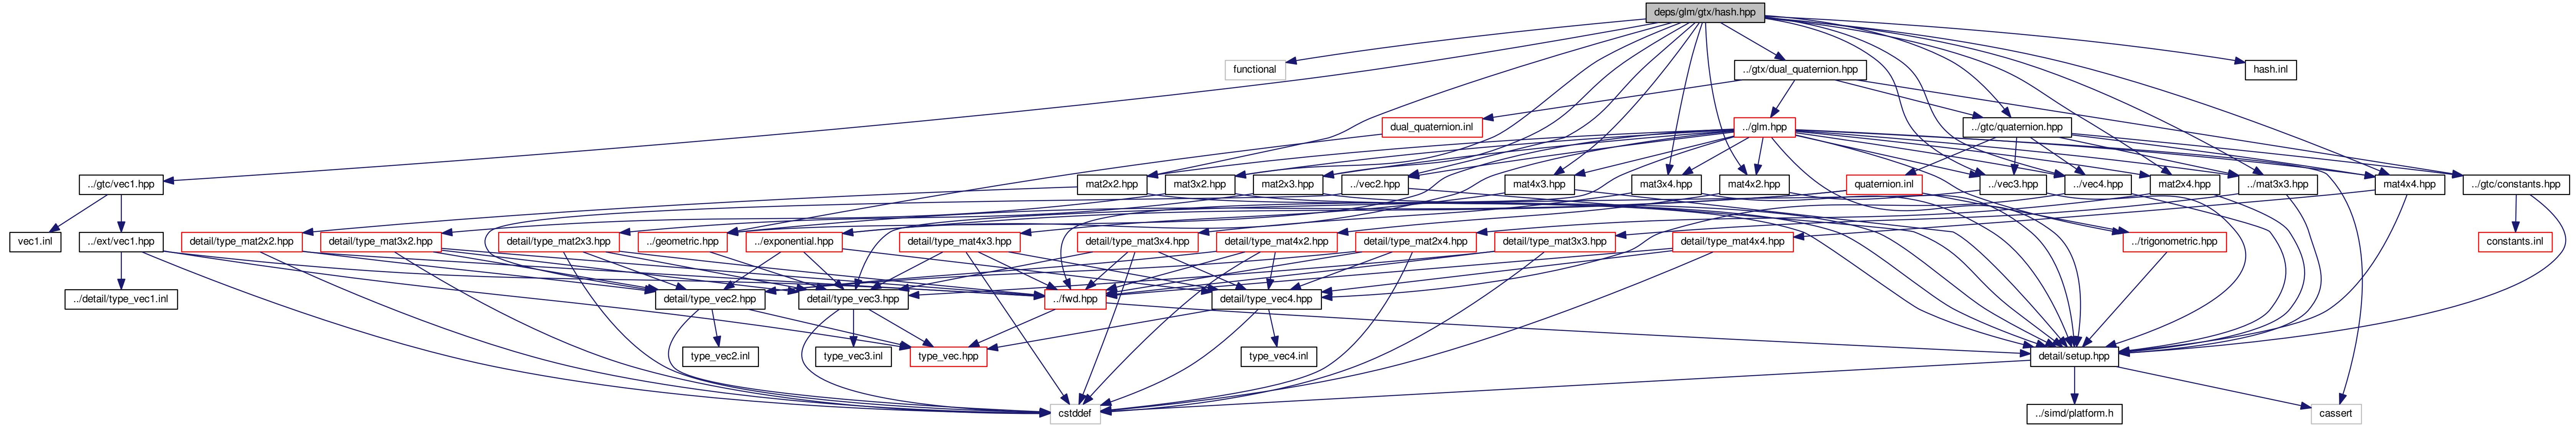 deps/glm/gtx/hash.hpp
functional
../gtx/dual_quaternion.hpp
hash.inl
dual_quaternion.inl
../glm.hpp
../gtc/quaternion.hpp
../gtc/vec1.hpp
mat2x2.hpp
mat3x2.hpp
mat2x3.hpp
../vec2.hpp
mat4x3.hpp
mat3x4.hpp
mat4x2.hpp
quaternion.inl
../vec3.hpp
../vec4.hpp
mat2x4.hpp
../mat3x3.hpp
mat4x4.hpp
../gtc/constants.hpp
vec1.inl
../ext/vec1.hpp
detail/type_mat2x2.hpp
detail/type_mat3x2.hpp
detail/type_mat2x3.hpp
../geometric.hpp
../exponential.hpp
detail/type_mat4x3.hpp
detail/type_mat3x4.hpp
detail/type_mat4x2.hpp
detail/type_mat2x4.hpp
detail/type_mat3x3.hpp
detail/type_mat4x4.hpp
../trigonometric.hpp
constants.inl
../detail/type_vec1.inl
detail/type_vec2.hpp
detail/type_vec3.hpp
../fwd.hpp
detail/type_vec4.hpp
type_vec2.inl
type_vec3.inl
type_vec.hpp
type_vec4.inl
detail/setup.hpp
cstddef
../simd/platform.h
cassert